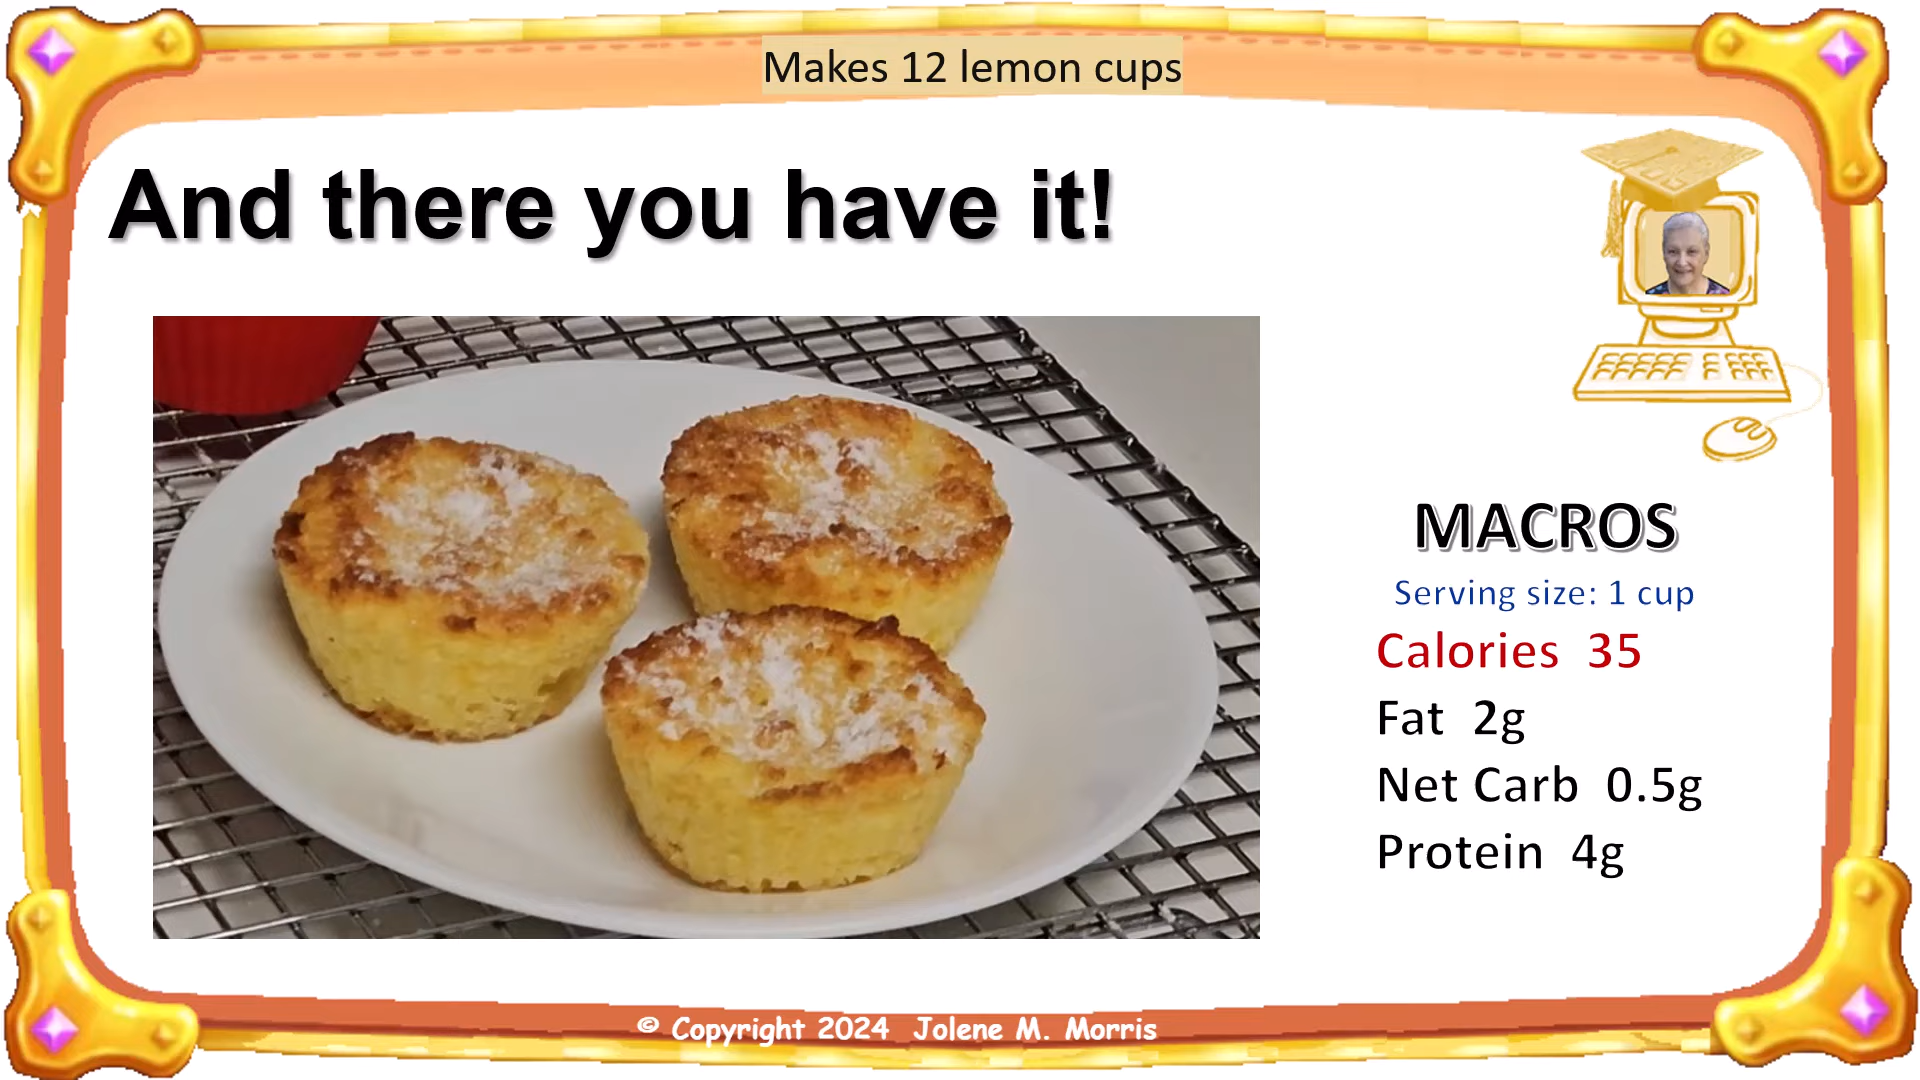 Makes 12 lemon cups
And there you have it!
MACROS
Serving size: 1 cup
Calories 35
Fat 2g
Net Carb 0.5g
Protein 4g
© Copyright 2024 Jolene M. Morris